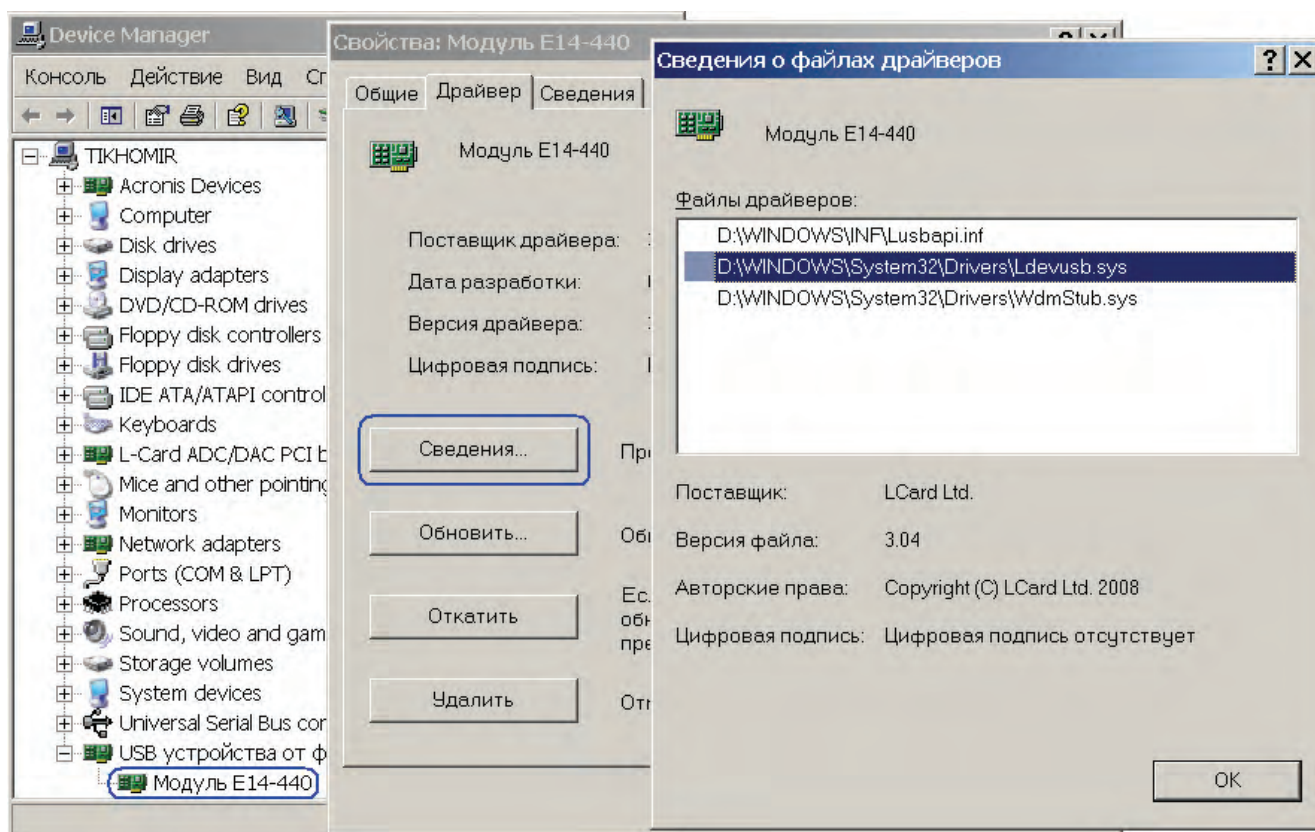 Device Manager
Консоль Действие Вид
TIKHOMIR
Acronis Devices
Computer
Disk drives
Display adapters
DVD/CD-ROM drives
Floppy disk controllers
Floppy disk drives
IDE ATA/ATAPI control
Keyboards
L-Card ADC/DAC PCI
Mice and other pointing
Monitors
Network adapters
Ports (COM & LPT)
Processors
Sound, video and gam
Storage volumes
System devices
Universal Serial Bus cor
USB устройства от ф
Модуль E14-440
Свойства: Модуль E14-440
Общие Драйвер Сведения
Модуль E14-440
Поставщик драйвера:
Дата разработки:
Версия драйвера:
Цифровая подпись:
Сведения...
Обновить...
Откатить
Удалить
Сведения о файлах драйверов
Модуль E14-440
Файлы драйверов:
D:\WINDOWS\INF\Lusbapi.inf
D:\WINDOWS\System32\Drivers\Ldevusb.sys
D:\WINDOWS\System32\Drivers\WdmStub.sys
Поставщик: LCard Ltd.
Версия файла: 3.04
Авторские права: Copyright (C) LCard Ltd. 2008
Цифровая подпись: Цифровая подпись отсутствует
OK